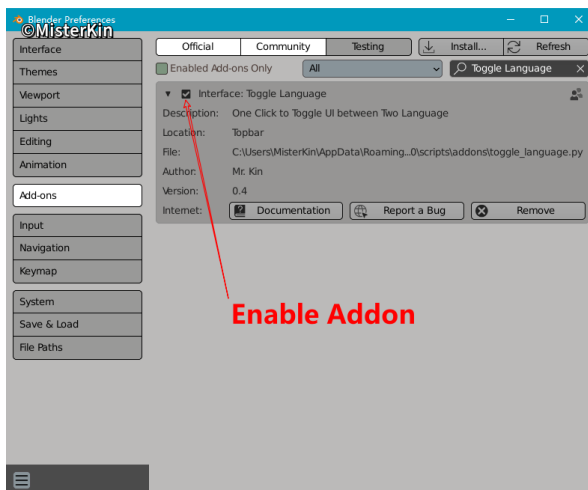 Blender Preferences
©MisterKin
Interface
Themes
Viewport
Lights
Editing
Animation
Add-ons
Input
Navigation
Keymap
System
Save & Load
File Paths
Official Community Testing Install... Refresh
Enabled Add-ons Only All Toggle Language
Interface: Toggle Language
Description: One Click to Toggle UI between Two Language
Location: Topbar
File: C:\Users\MisterKin\AppData\Roaming...0\scripts\addons\toggle_language.py
Author: Mr. Kin
Version: 0.4
Internet: Documentation Report a Bug Remove
Enable Addon